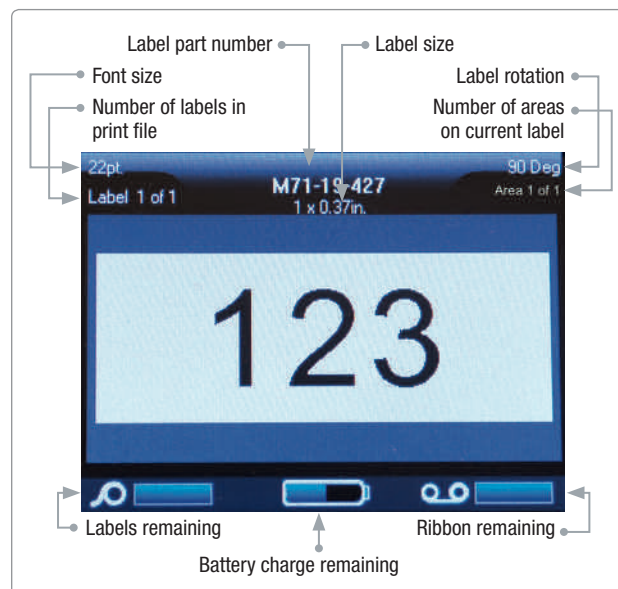 Label part number
Label size
Font size
Label rotation
Number of labels in
print file
Number of areas
on current label
22pt.
90 Deg
M71-19-427
Label 1 of 1
Area 1 of 1
1 x 0.37in.
123
Labels remaining
Ribbon remaining
Battery charge remaining